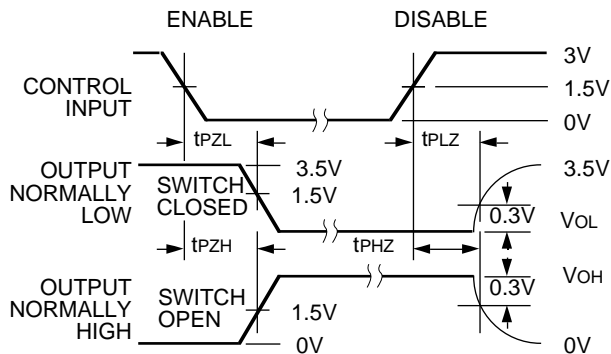 ENABLE DISABLE
CONTROL INPUT
3V
1.5V
0V
tPZL
tPLZ
OUTPUT NORMALLY LOW
SWITCH CLOSED
3.5V
1.5V
3.5V
0.3V
VOL
tPZH
tPHZ
OUTPUT NORMALLY HIGH
SWITCH OPEN
1.5V
0V
VOH
0.3V
0V